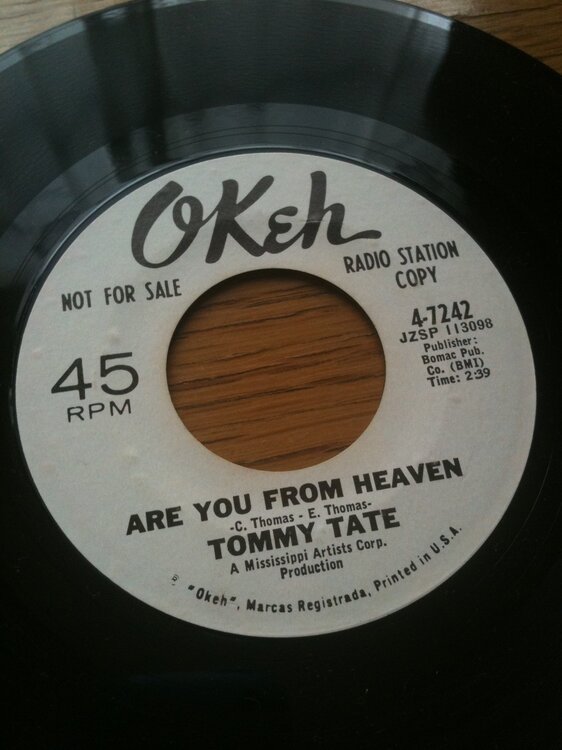 OKeh
NOT FOR SALE
RADIO STATION
COPY
45
RPM
4-7242
JZSP 113098
Publisher:
Bomac Pub.
Co. (BMI)
Time: 2:39
ARE YOU FROM HEAVEN
-C. Thomas - E. Thomas-
TOMMY TATE
A Mississippi Artists Corp.
Production
"Okeh", Marcas Registrada, Printed in U.S.A.